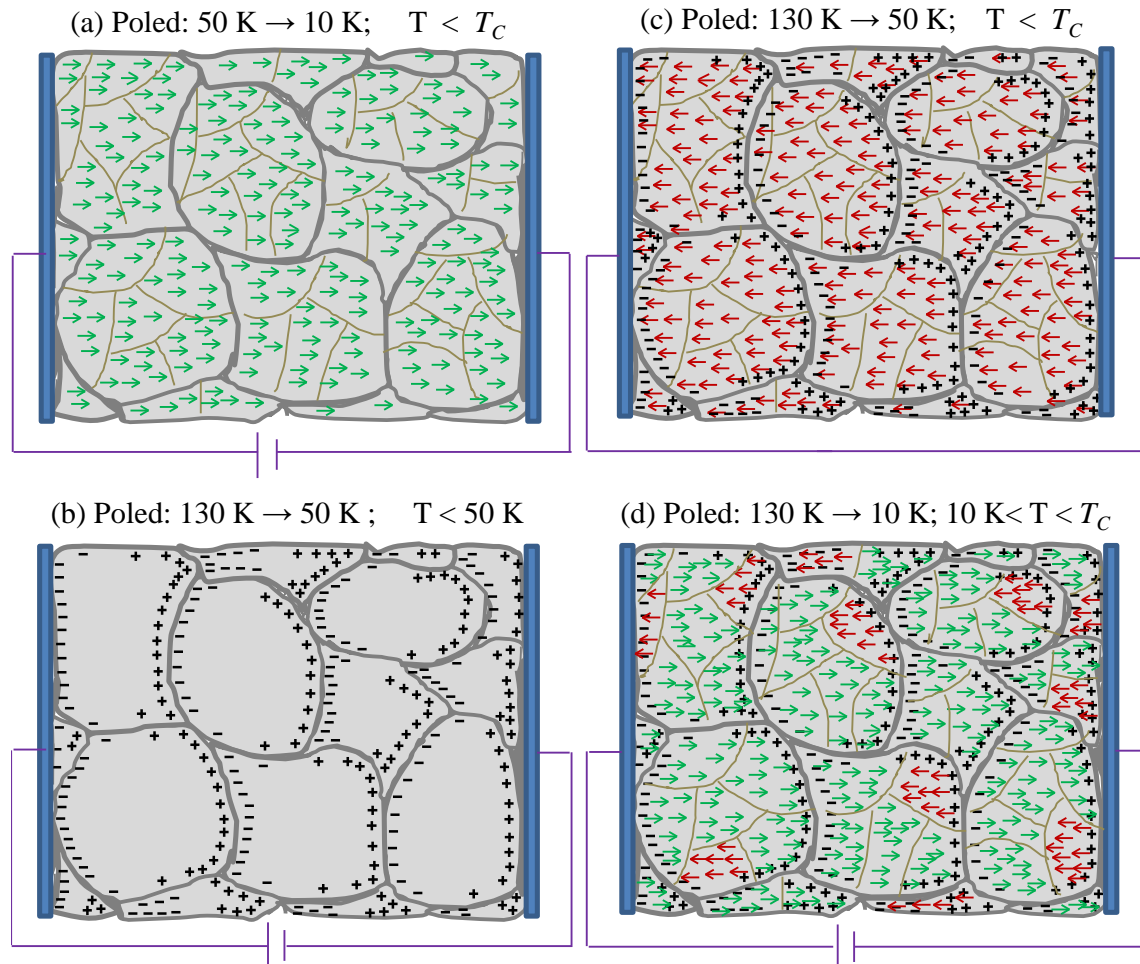 (a) Poled: 50 K → 10 K; T < T_C
(c) Poled: 130 K → 50 K; T < T_C
(b) Poled: 130 K → 50 K ; T < 50 K
(d) Poled: 130 K → 10 K; 10 K< T < T_C